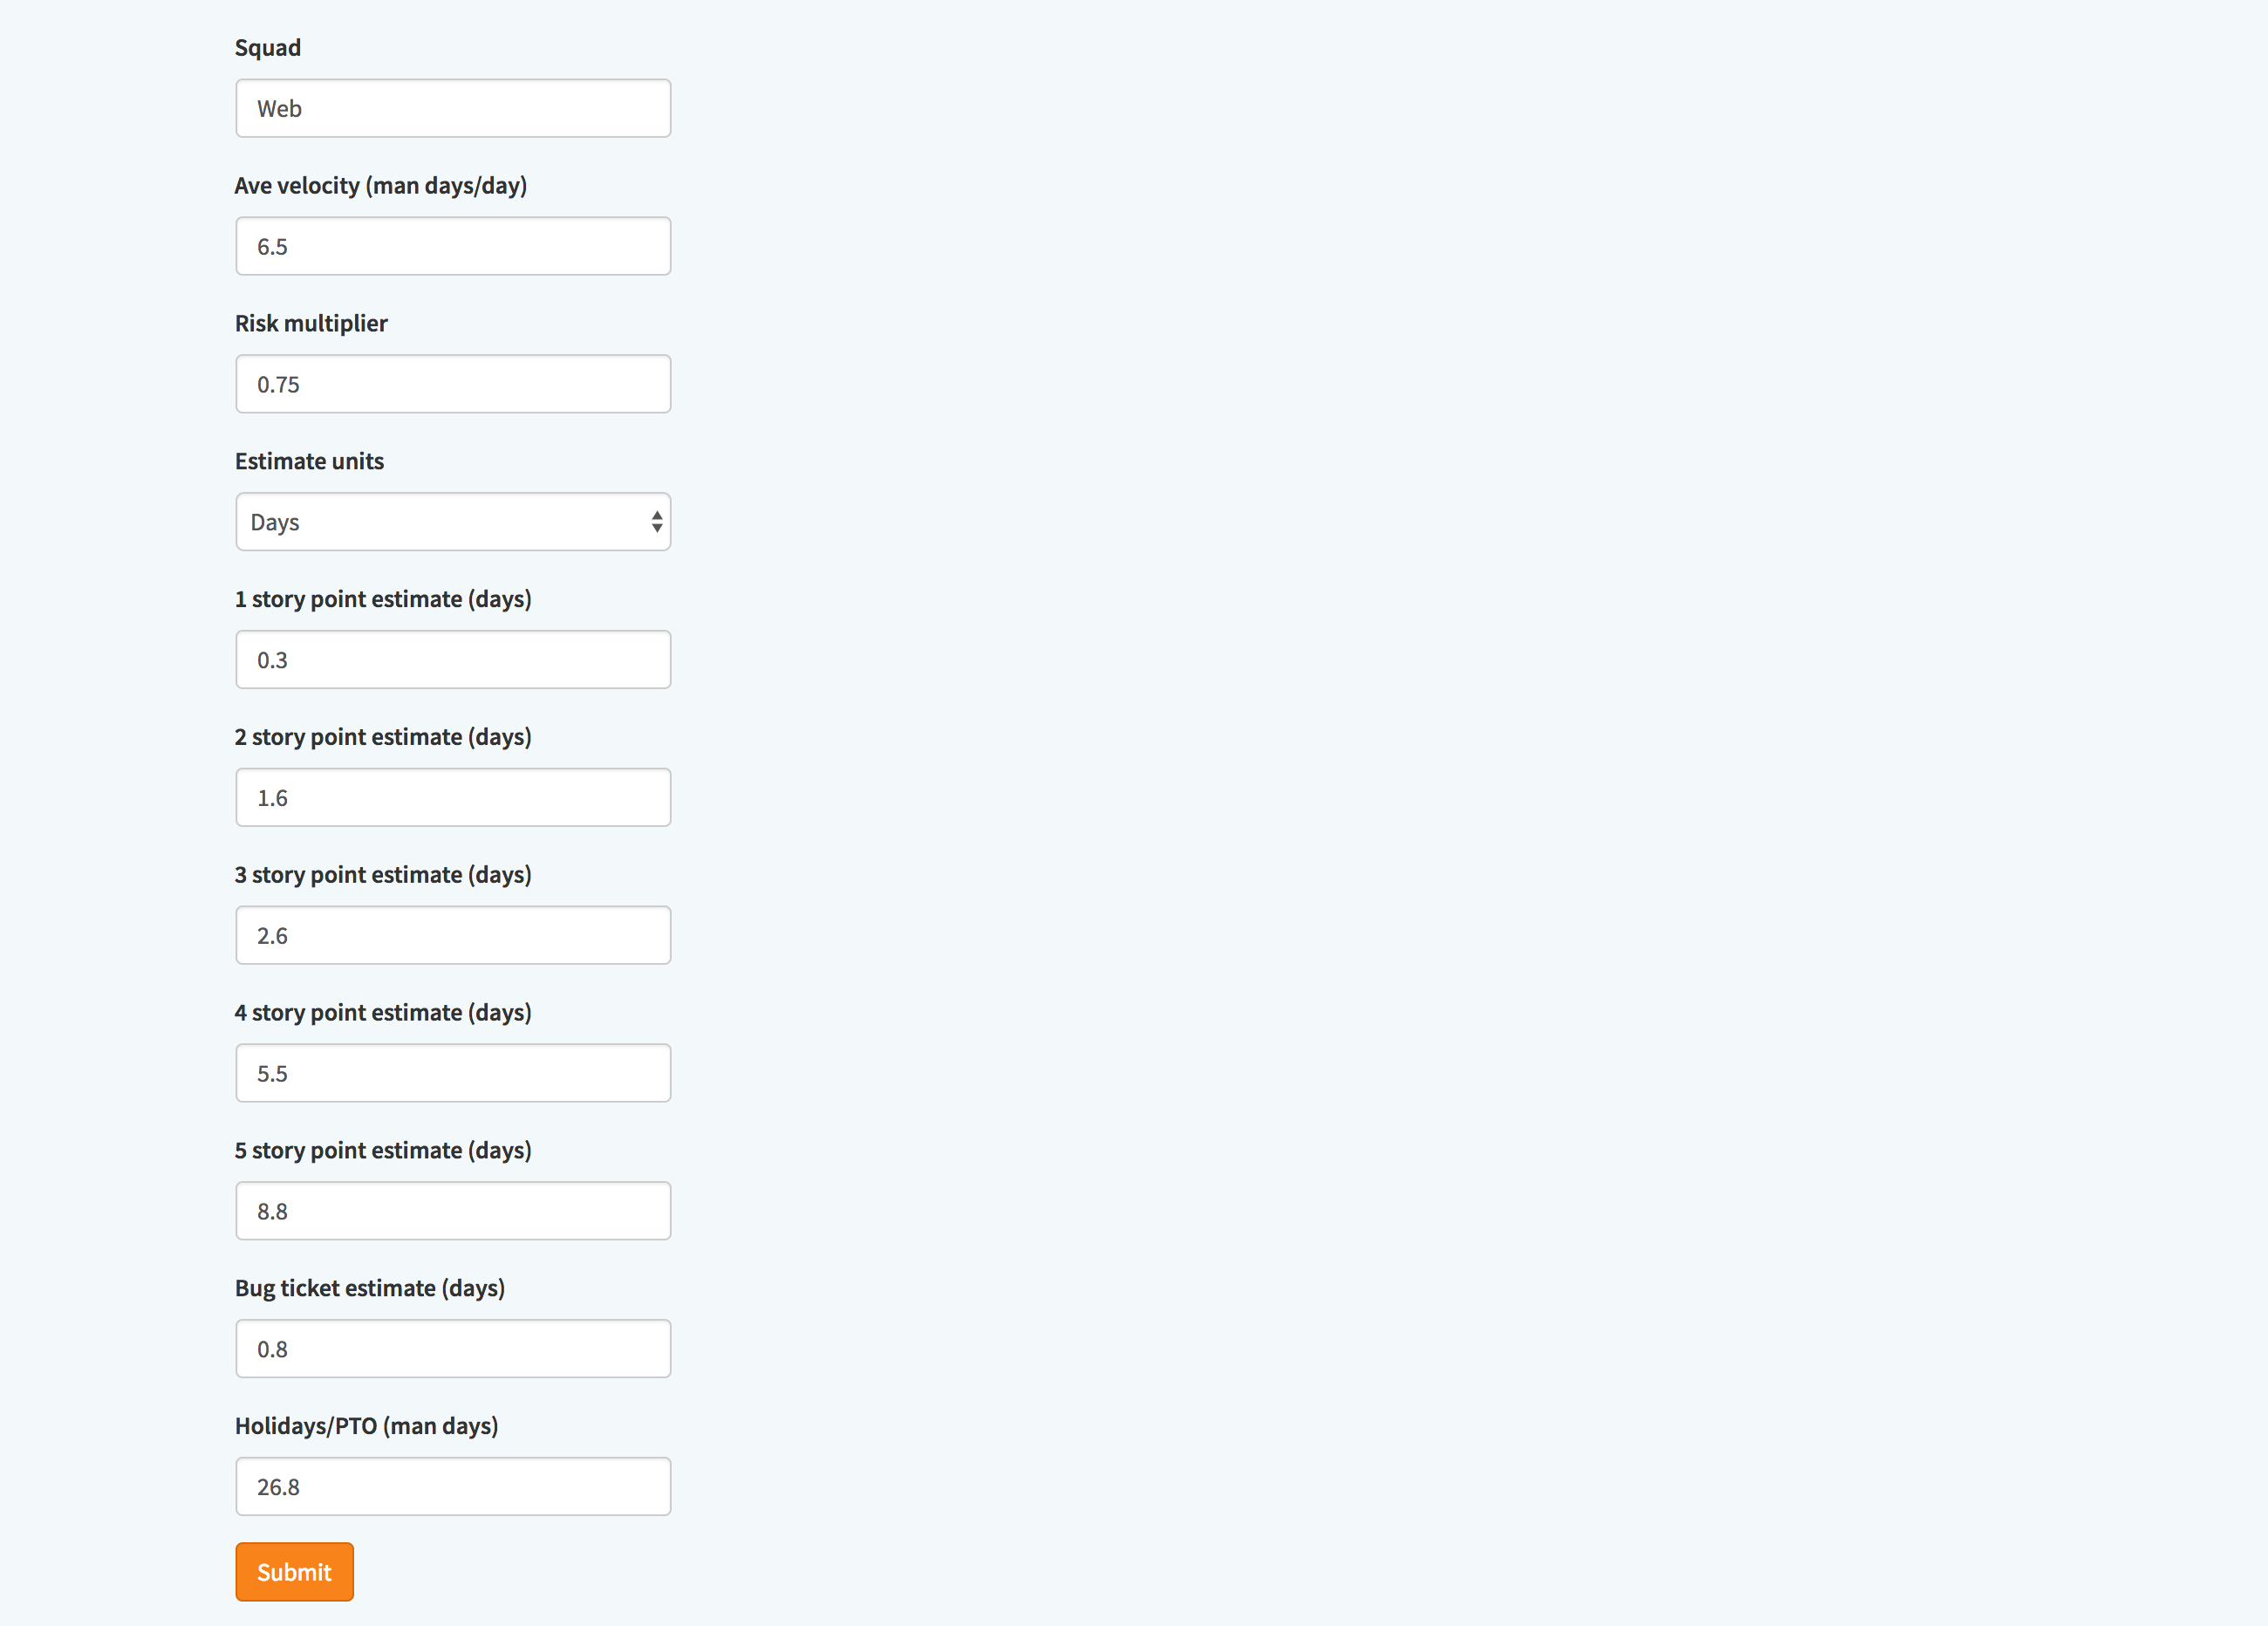 Squad
Web
Ave velocity (man days/day)
6.5
Risk multiplier
0.75
Estimate units
Days
1 story point estimate (days)
0.3
2 story point estimate (days)
1.6
3 story point estimate (days)
2.6
4 story point estimate (days)
5.5
5 story point estimate (days)
8.8
Bug ticket estimate (days)
0.8
Holidays/PTO (man days)
26.8
Submit